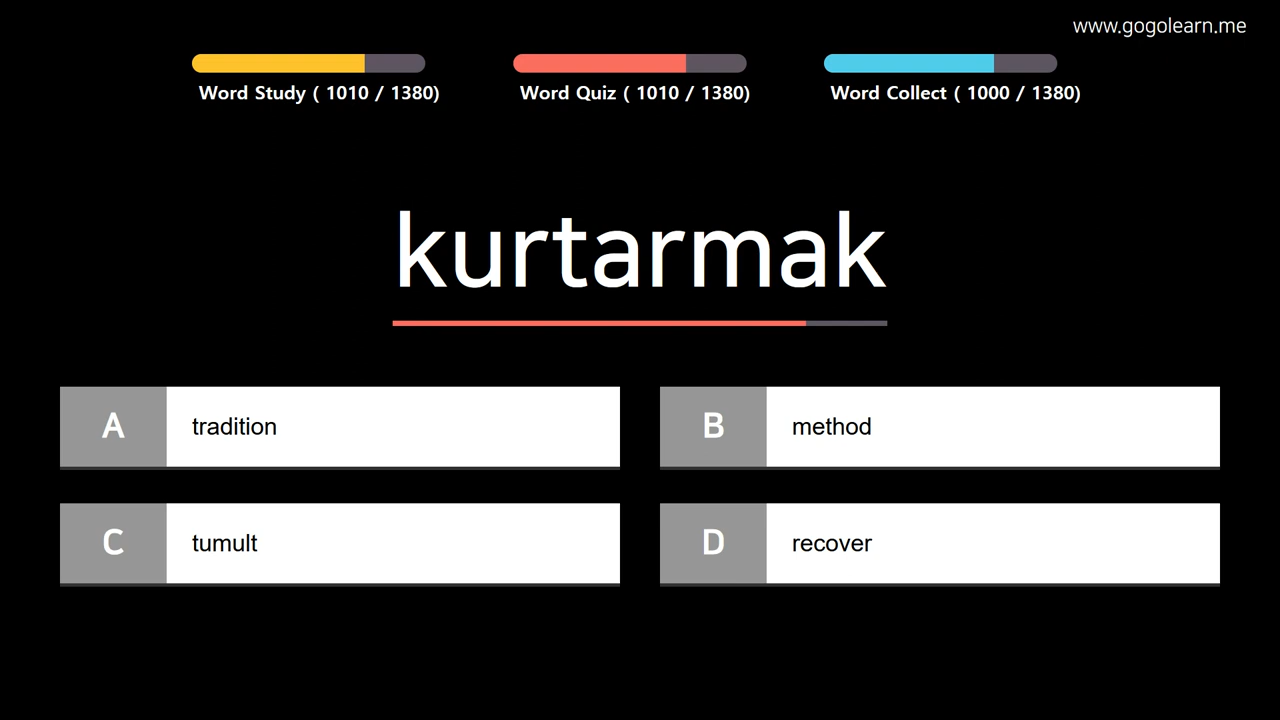 www.gogolearn.me
Word Study ( 1010 / 1380)
Word Quiz ( 1010 / 1380)
Word Collect ( 1000 / 1380)
kurtarmak
A tradition
B method
C tumult
D recover